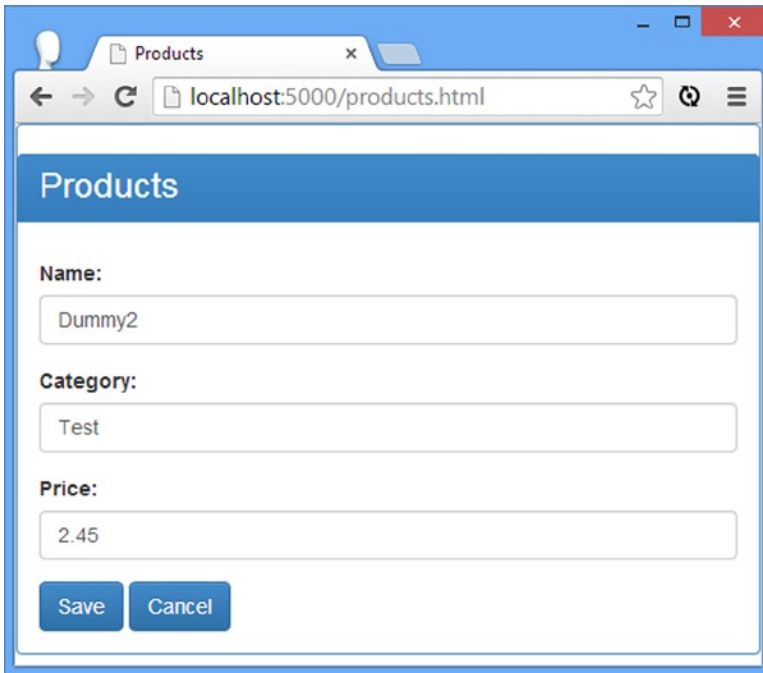 Products
localhost:5000/products.html
Products
Name:
Dummy2
Category:
Test
Price:
2.45
Save Cancel